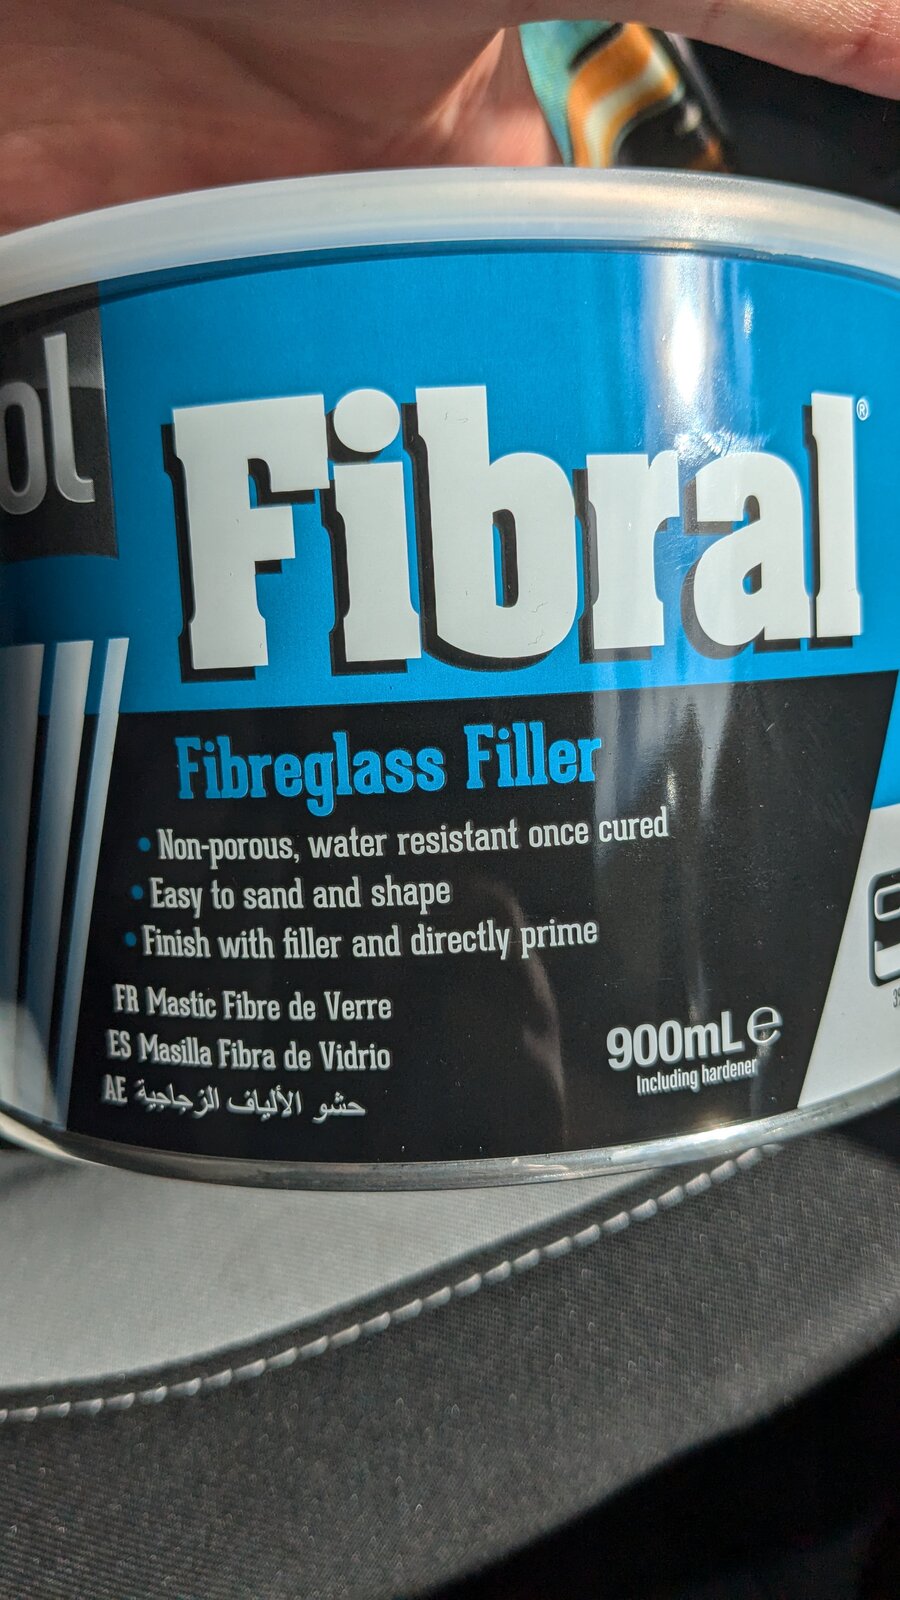 ol
Fibral®
Fibreglass Filler
• Non-porous, water resistant once cured
• Easy to sand and shape
• Finish with filler and directly prime
FR Mastic Fibre de Verre
ES Masilla Fibra de Vidrio
AE حشو الألياف الزجاجية
900mL ℮
Including hardener